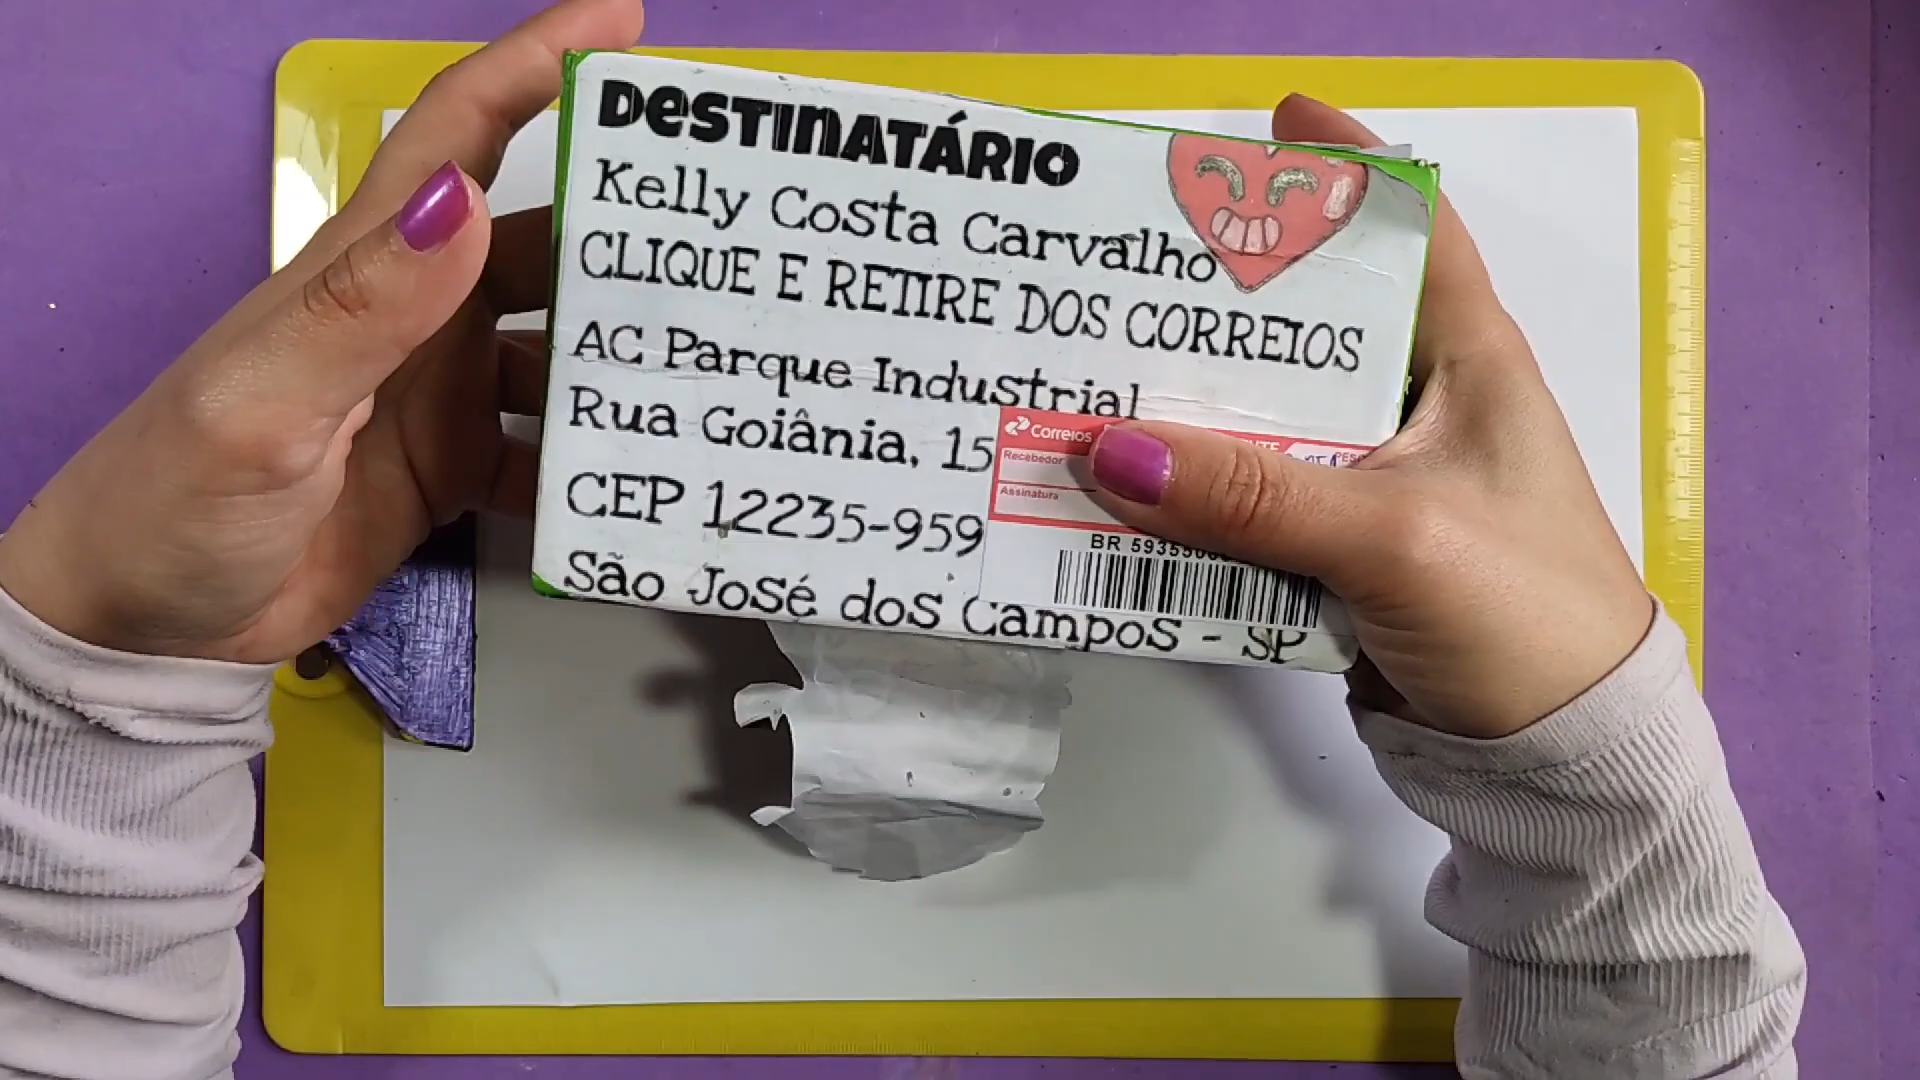 DESTINATÁRIO
Kelly Costa Carvalho
CLIQUE E RETIRE DOS CORREIOS
AC Parque Industrial
Rua Goiânia, 15
CEP 12235-959
São José dos Campos - SP
Correios
Recebedor
Assinatura
BR